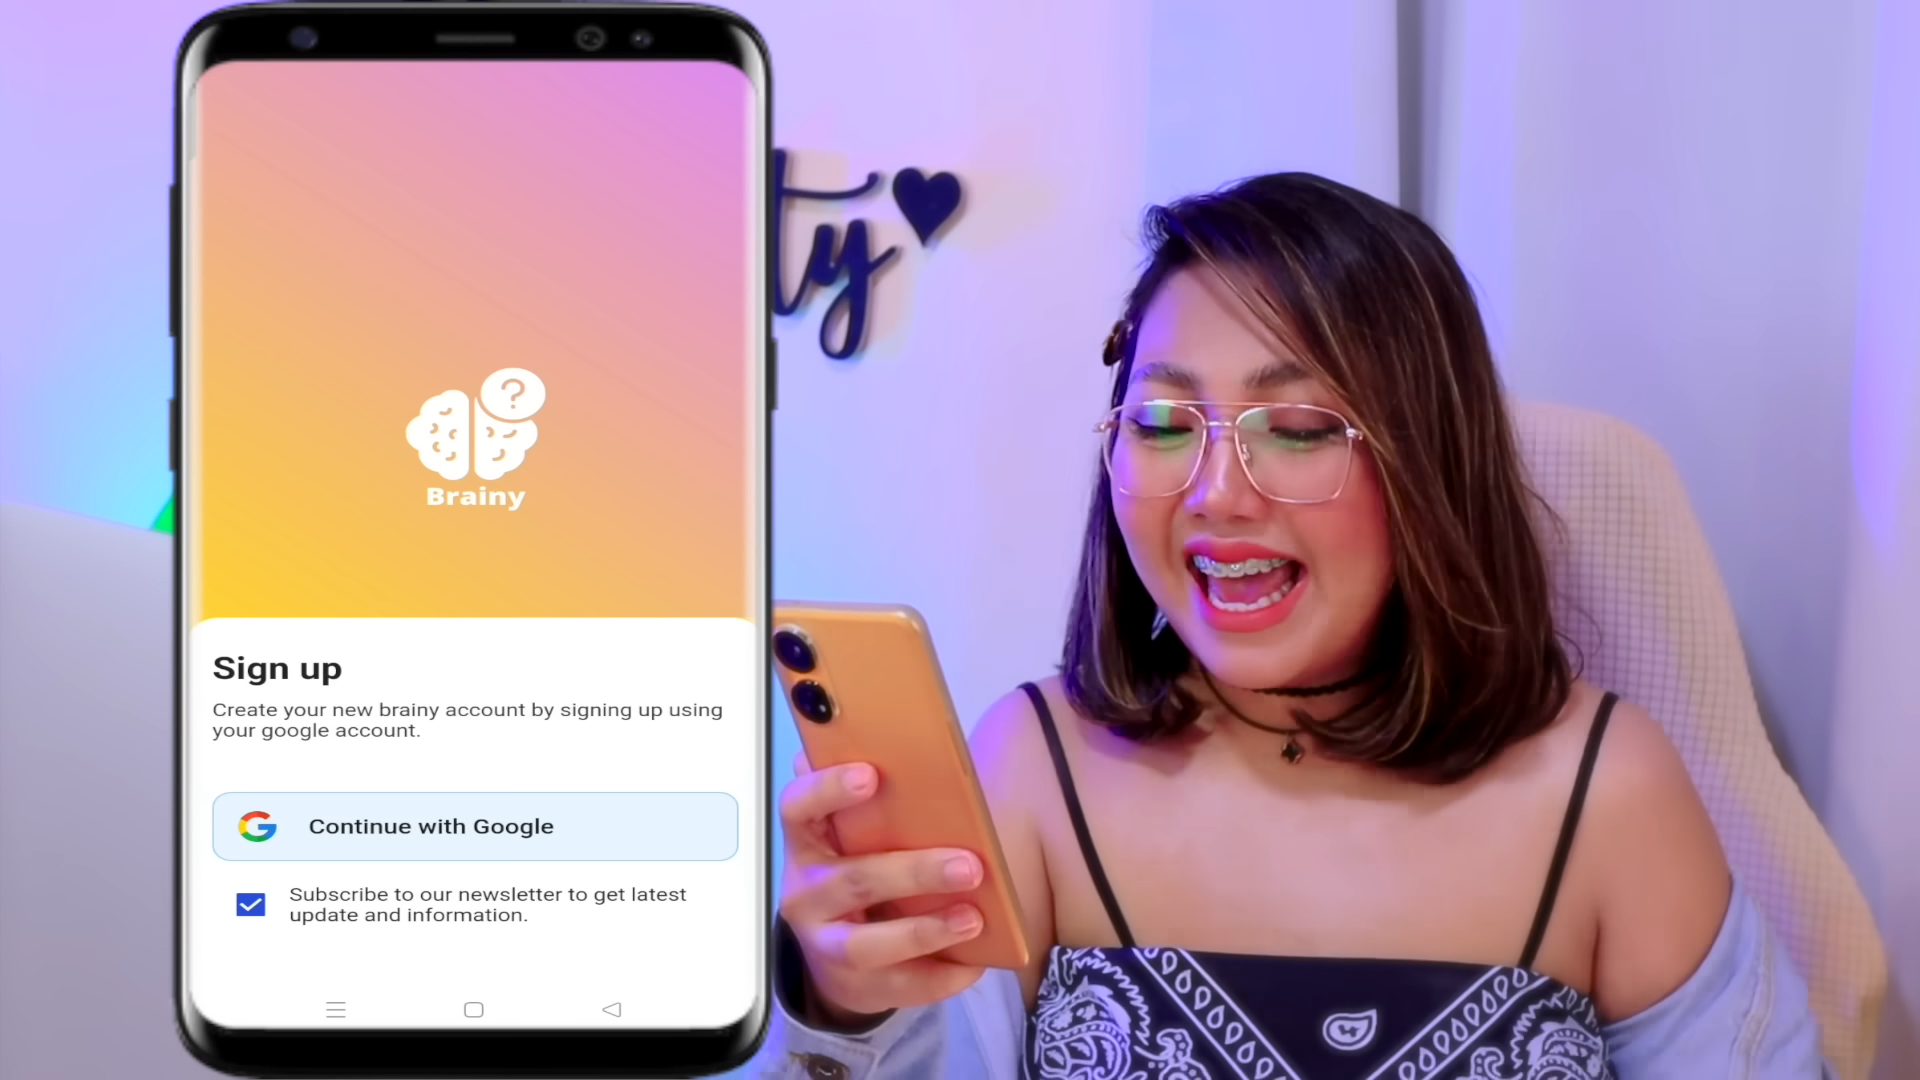 ty
?
Brainy
Sign up
Create your new brainy account by signing up using
your google account.
Continue with Google
Subscribe to our newsletter to get latest
update and information.